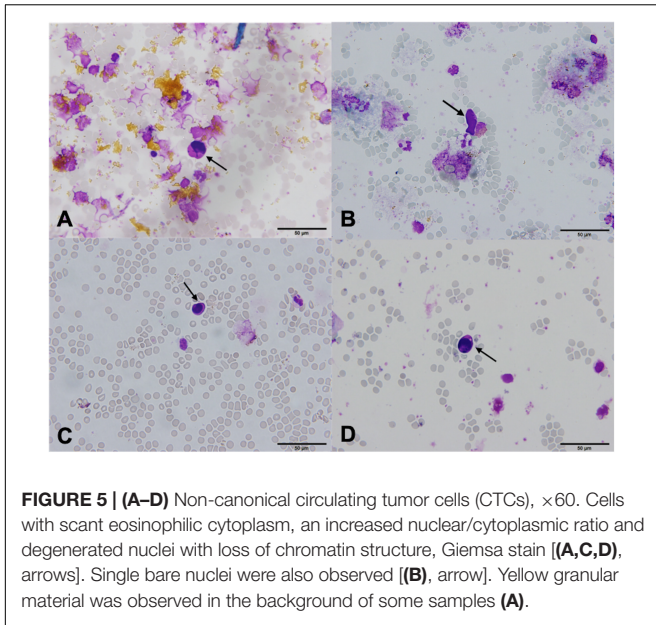 A
50 µm
B
50 µm
C
50 µm
D
50 µm
FIGURE 5 | (A–D) Non-canonical circulating tumor cells (CTCs), ×60. Cells
with scant eosinophilic cytoplasm, an increased nuclear/cytoplasmic ratio and
degenerated nuclei with loss of chromatin structure, Giemsa stain [(A,C,D),
arrows]. Single bare nuclei were also observed [(B), arrow]. Yellow granular
material was observed in the background of some samples (A).